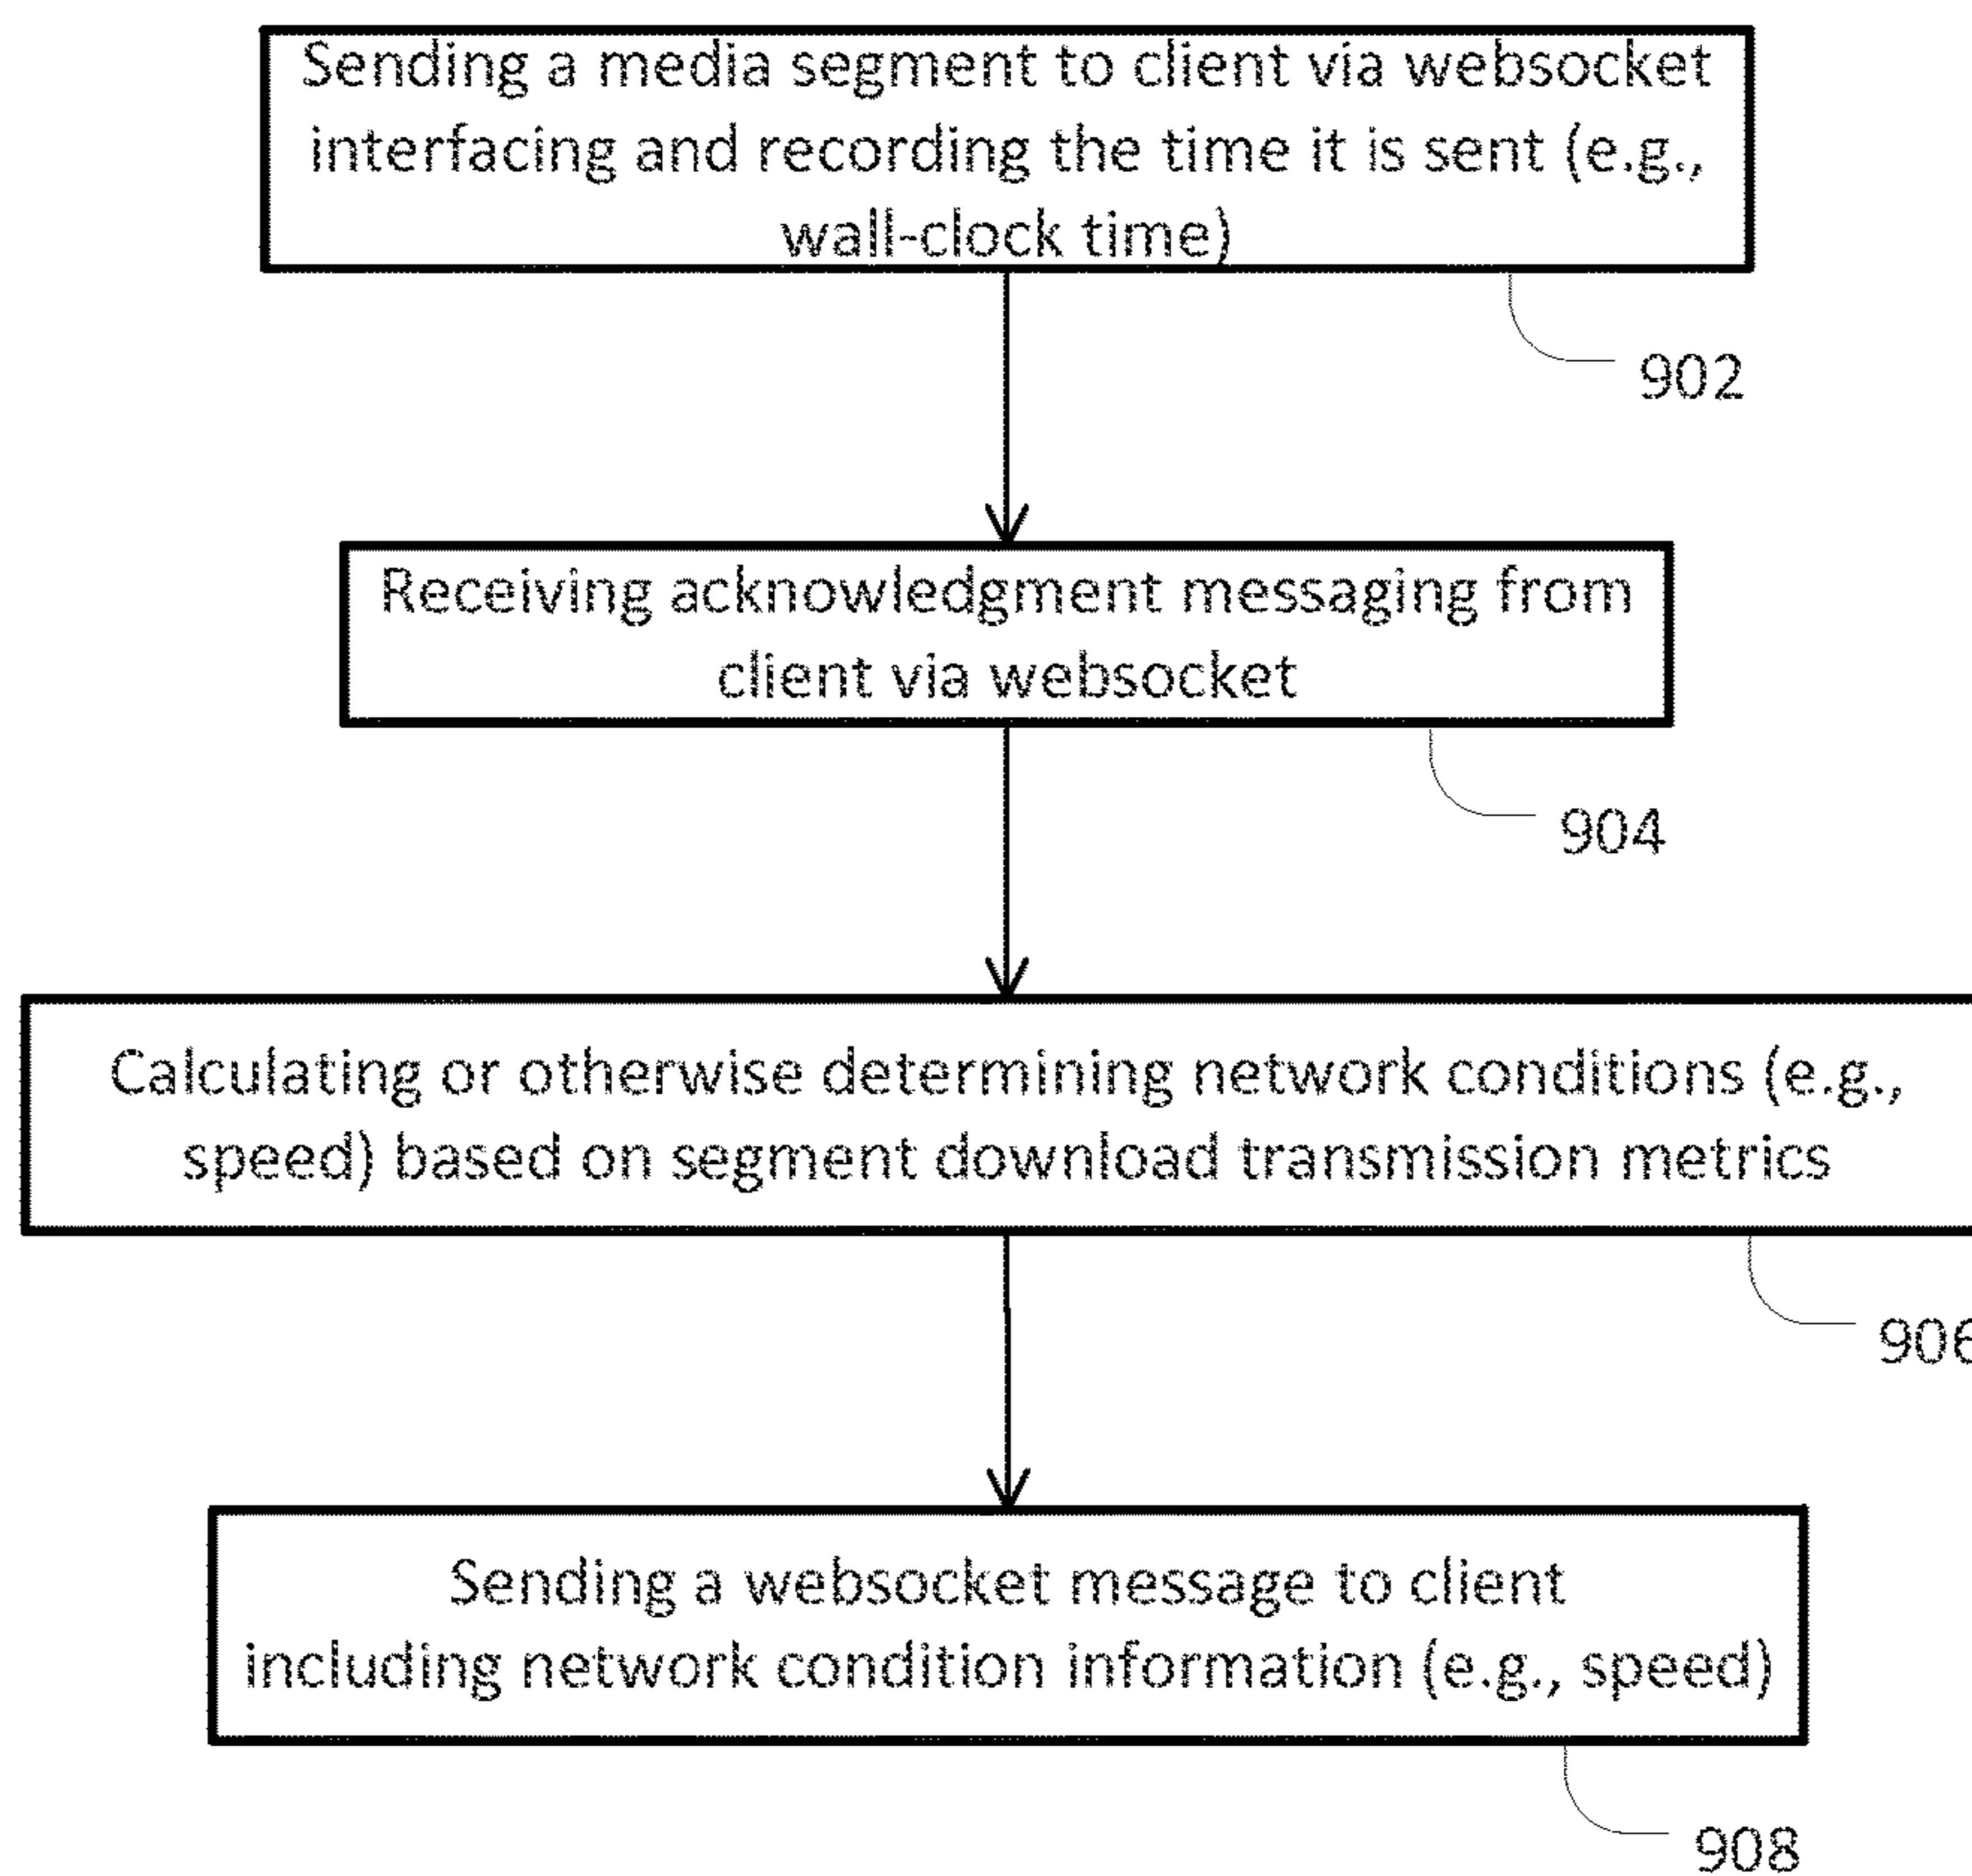 Sending a media segment to client via websocket
interfacing and recording the time it is sent (e.g.,
wall-clock time)
902
Receiving acknowledgment messaging from
client via websocket
904
Calculating or otherwise determining network conditions (e.g.,
speed) based on segment download transmission metrics
906
Sending a websocket message to client
including network condition information (e.g., speed)
908